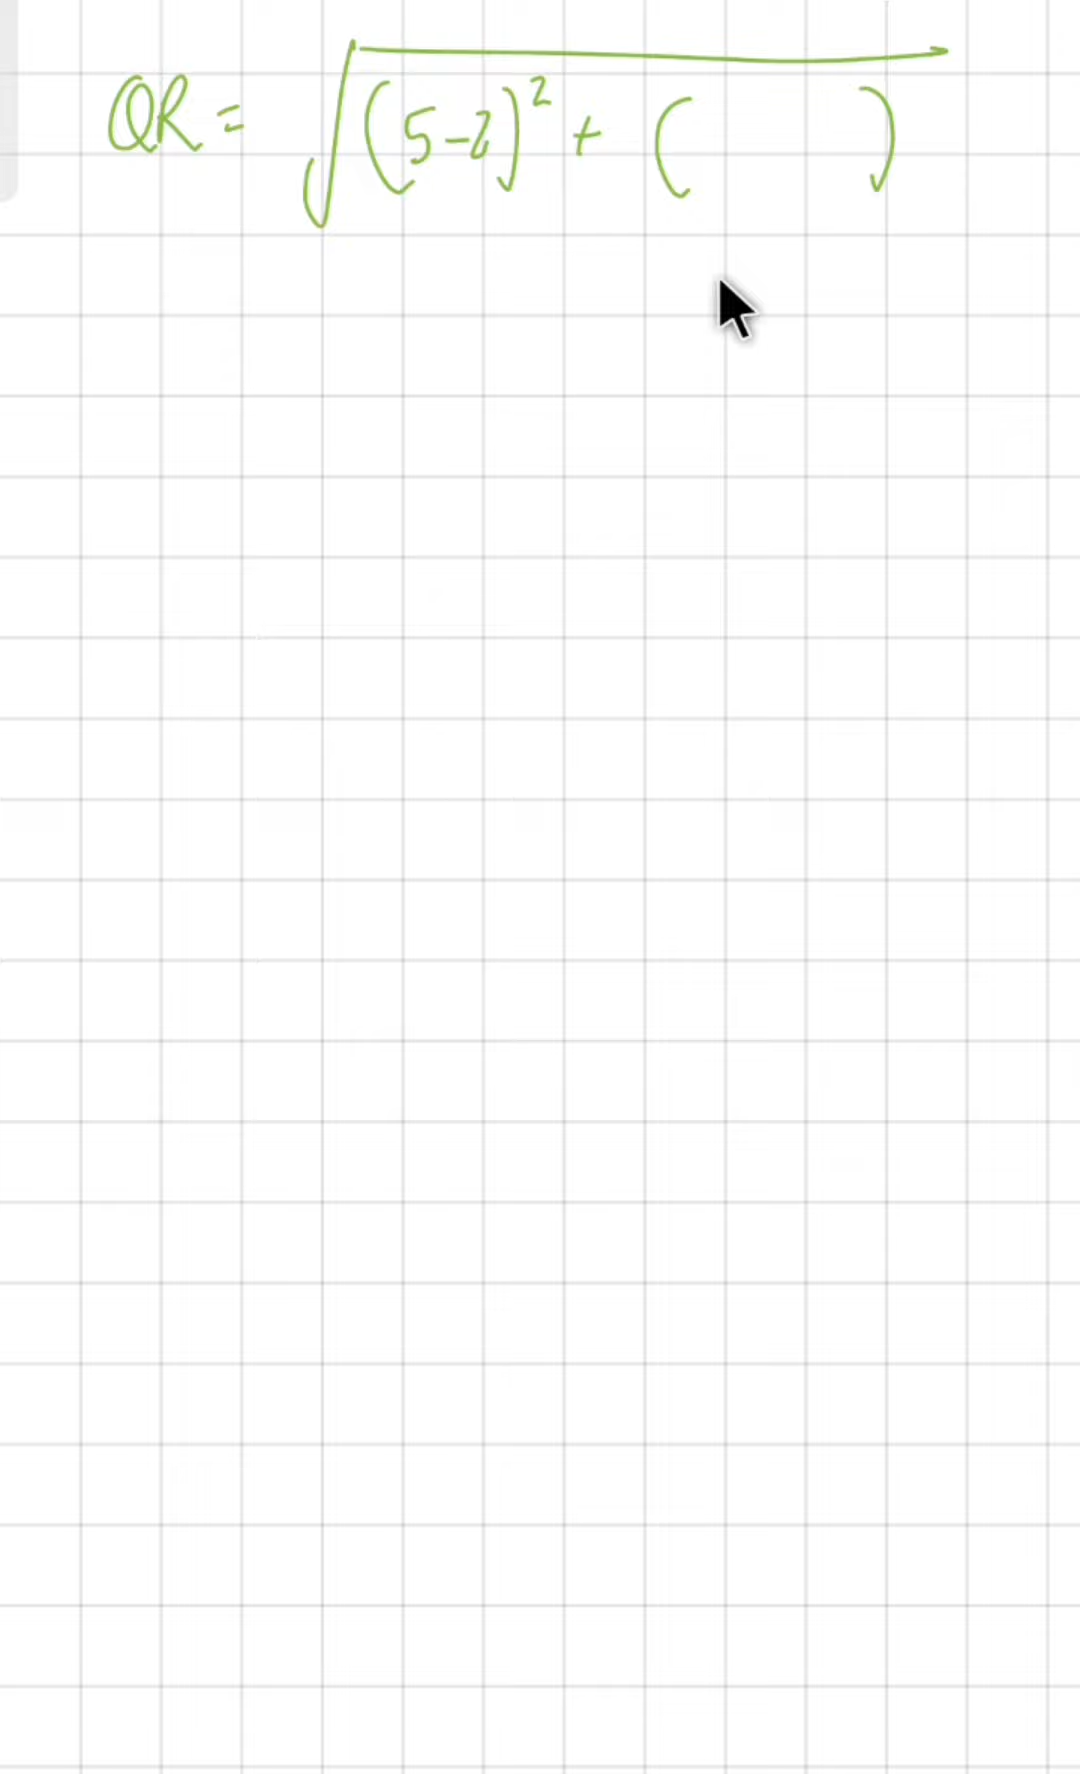 QR = √(5-2)² + (    )